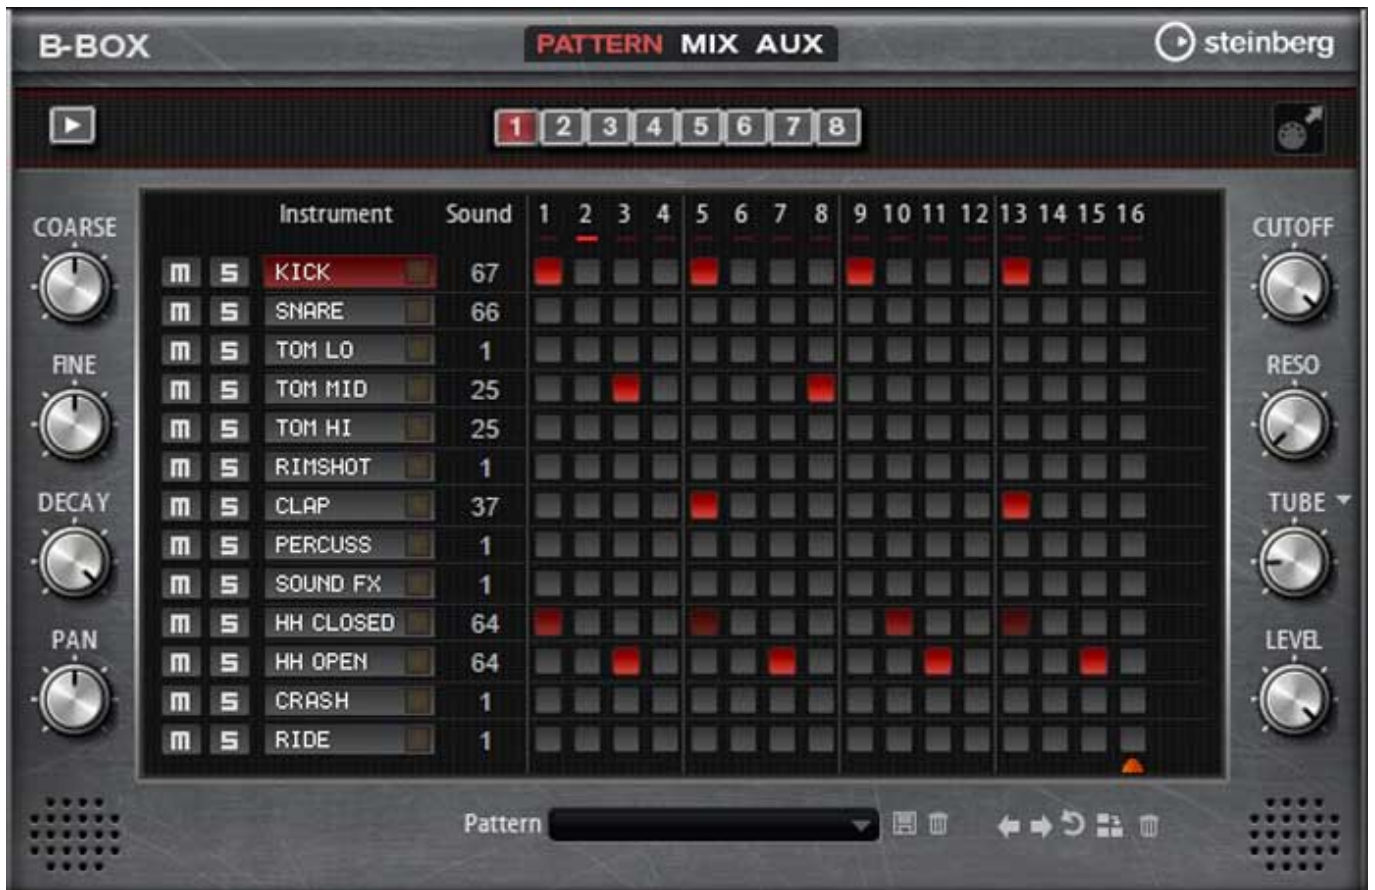 B-BOX PATTERN MIX AUX steinberg
1 2 3 4 5 6 7 8
Instrument Sound 1 2 3 4 5 6 7 8 9 10 11 12 13 14 15 16
COARSE
CUTOFF
m S KICK 67
m S SNARE 66
m S TOM LO 1
FINE
RESO
m S TOM MID 25
m S TOM HI 25
m S RIMSHOT 1
DECAY
TUBE
m S CLAP 37
m S PERCUSS 1
m S SOUND FX 1
m S HH CLOSED 64
PAN
LEVEL
m S HH OPEN 64
m S CRASH 1
m S RIDE 1
Pattern